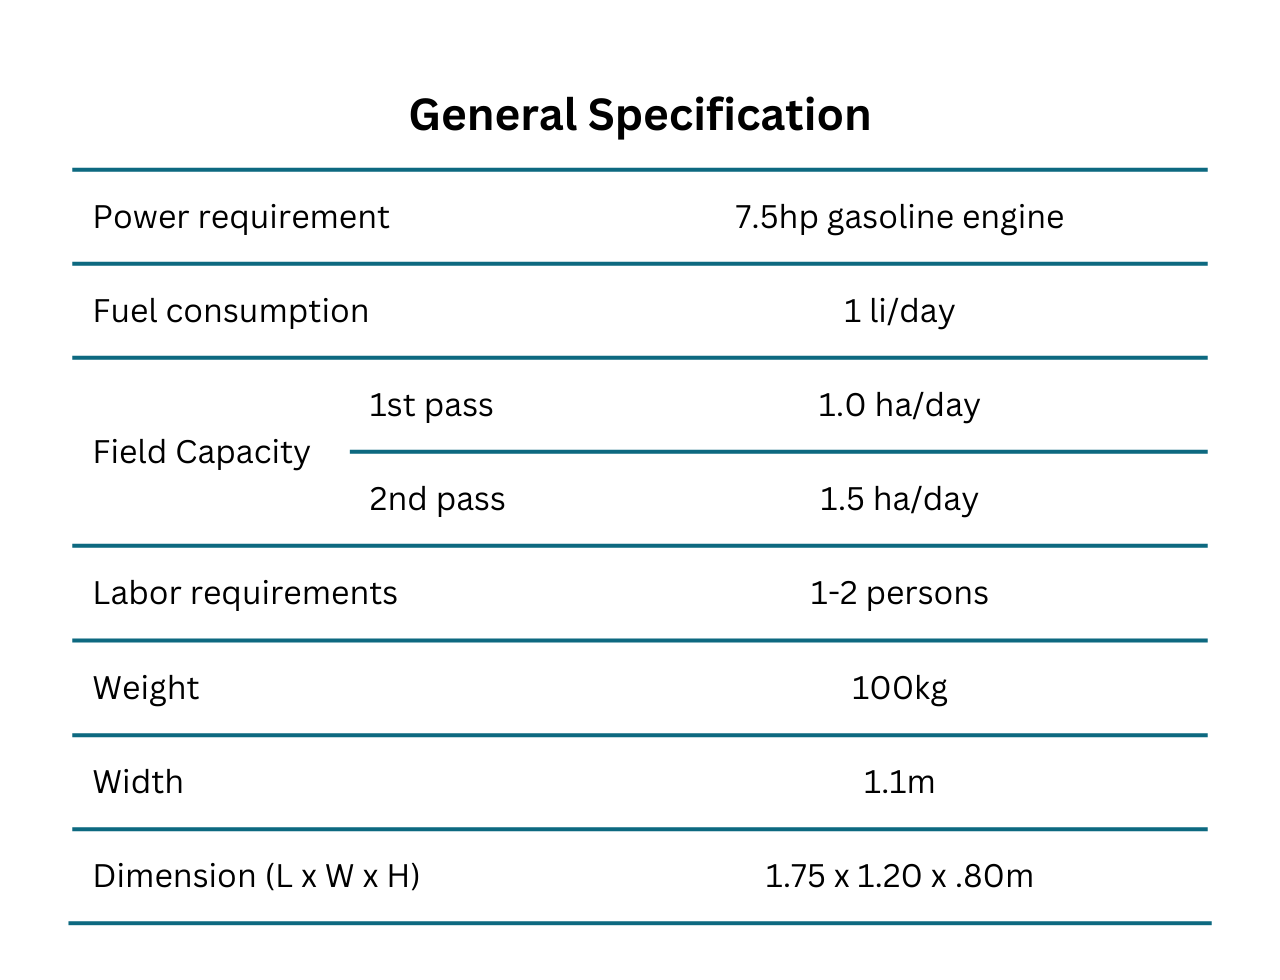 General Specification
Power requirement 7.5hp gasoline engine
Fuel consumption 1 li/day
Field Capacity
1st pass 1.0 ha/day
2nd pass 1.5 ha/day
Labor requirements 1-2 persons
Weight 100kg
Width 1.1m
Dimension (L x W x H) 1.75 x 1.20 x .80m